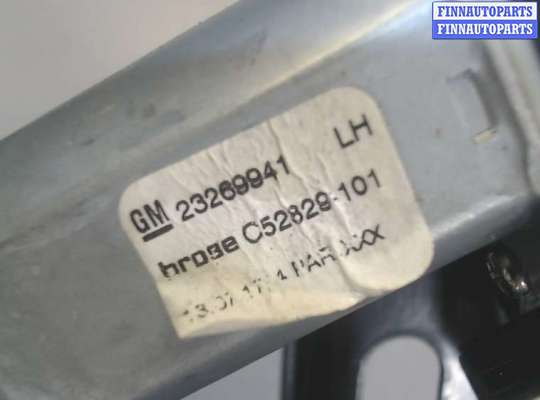 FINNAUTOPARTS
FINNAUTOPARTS
LH
GM 23269941
brose C52829-101